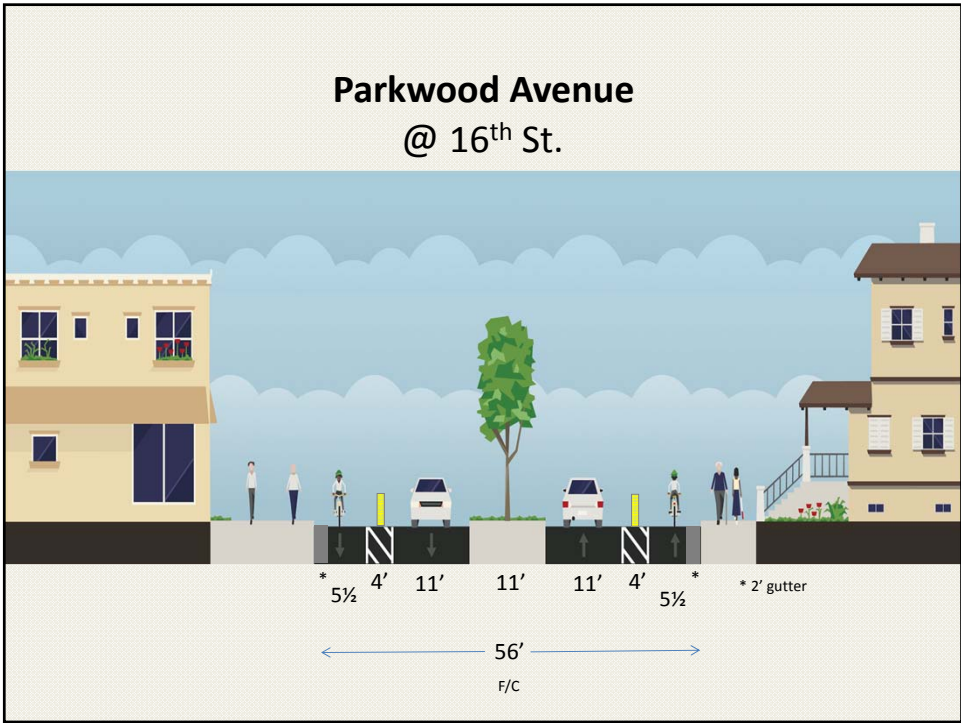 Parkwood Avenue
@ 16th St.
* 5½ 4’ 11’ 11’ 11’ 4’ 5½ * * 2’ gutter
56’
F/C